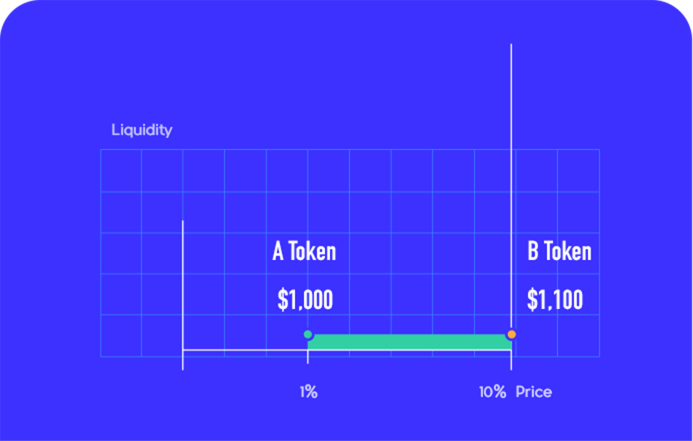 Liquidity
A Token
B Token
$1,000
$1,100
1%
10% Price